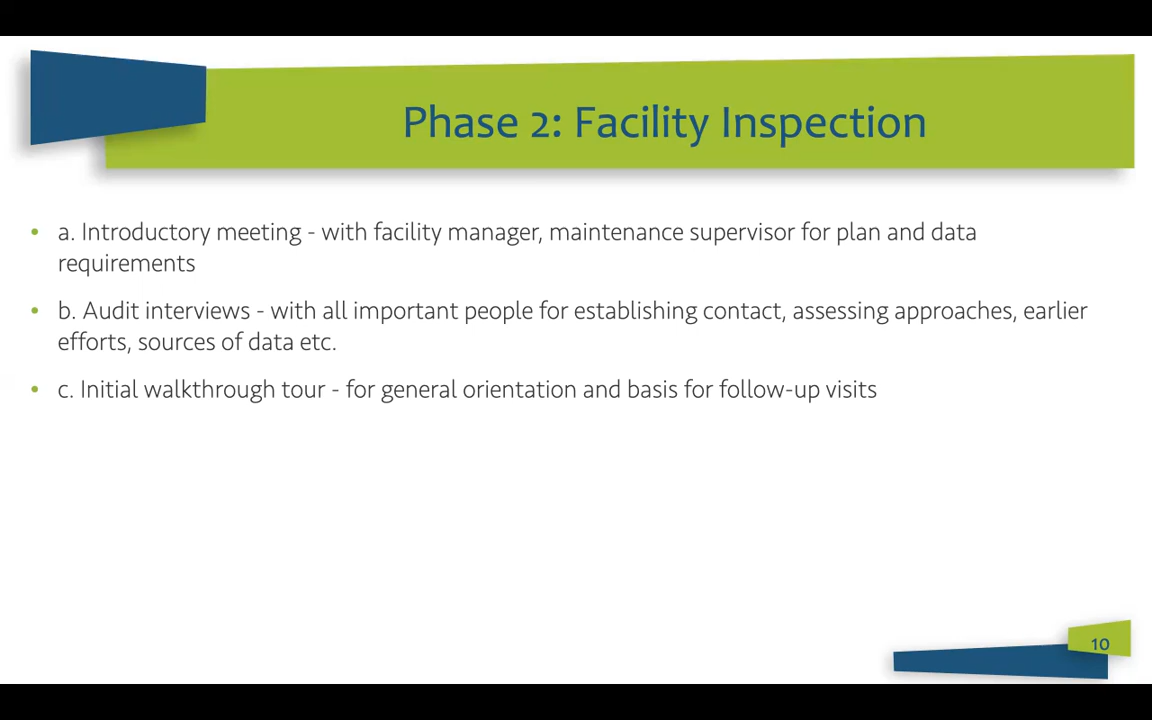 Phase 2: Facility Inspection
• a. Introductory meeting - with facility manager, maintenance supervisor for plan and data
requirements
• b. Audit interviews - with all important people for establishing contact, assessing approaches, earlier
efforts, sources of data etc.
• c. Initial walkthrough tour - for general orientation and basis for follow-up visits
10